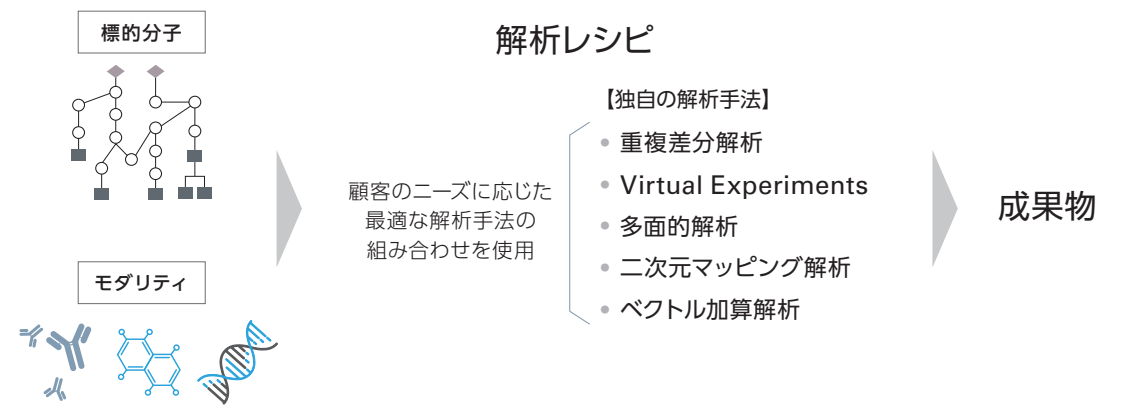 標的分子
解析レシピ
【独自の解析手法】
• 重複差分解析
• Virtual Experiments
• 多面的解析
• 二次元マッピング解析
• ベクトル加算解析
顧客のニーズに応じた
最適な解析手法の
組み合わせを使用
成果物
モダリティ